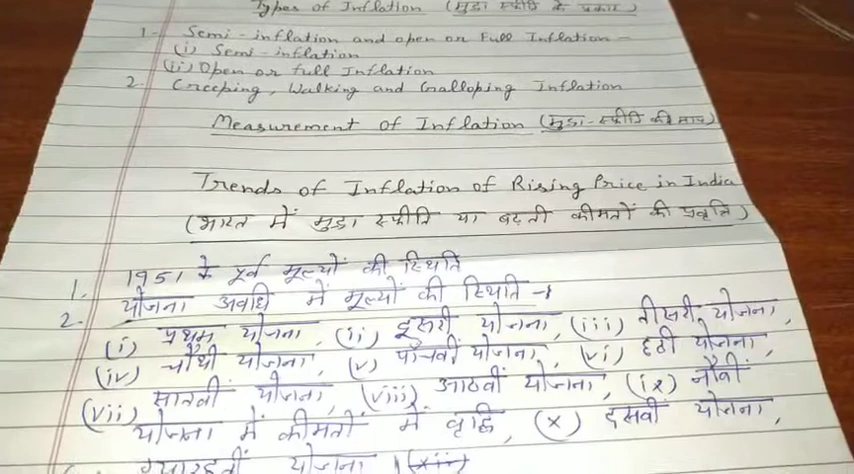 Types of Inflation (मुद्रा स्फीति के प्रकार)
1- Semi-inflation and open or Full Inflation -
(i) Semi-inflation
(ii) Open or full Inflation
2. Creeping, Walking and Gralloping Inflation
Measurement of Inflation (मुद्रा-स्फीति की माप)
Trends of Inflation of Rising Price in India
(भारत में मुद्रा स्फीति या बढ़ती कीमतों की प्रवृत्ति)
1. 1951 के पूर्व मूल्यों की स्थिति
2. योजना अवधि में मूल्यों की स्थिति →
(i) प्रथम योजना, (ii) दूसरी योजना, (iii) तीसरी योजना,
(iv) चौथी योजना, (v) पाँचवीं योजना, (vi) छठी योजना,
(vii) सातवीं योजना, (viii) आठवीं योजना, (ix) नौवीं
योजना में कीमतों में वृद्धि, (x) दसवीं योजना,
ग्यारहवीं योजना